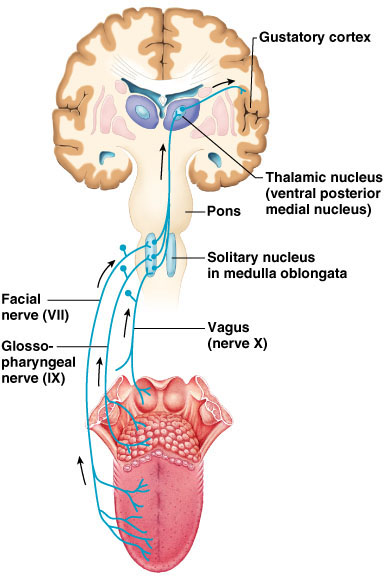 Gustatory cortex
Thalamic nucleus
(ventral posterior
medial nucleus)
Pons
Solitary nucleus
in medulla oblongata
Facial
nerve (VII)
Vagus
(nerve X)
Glosso-
pharyngeal
nerve (IX)